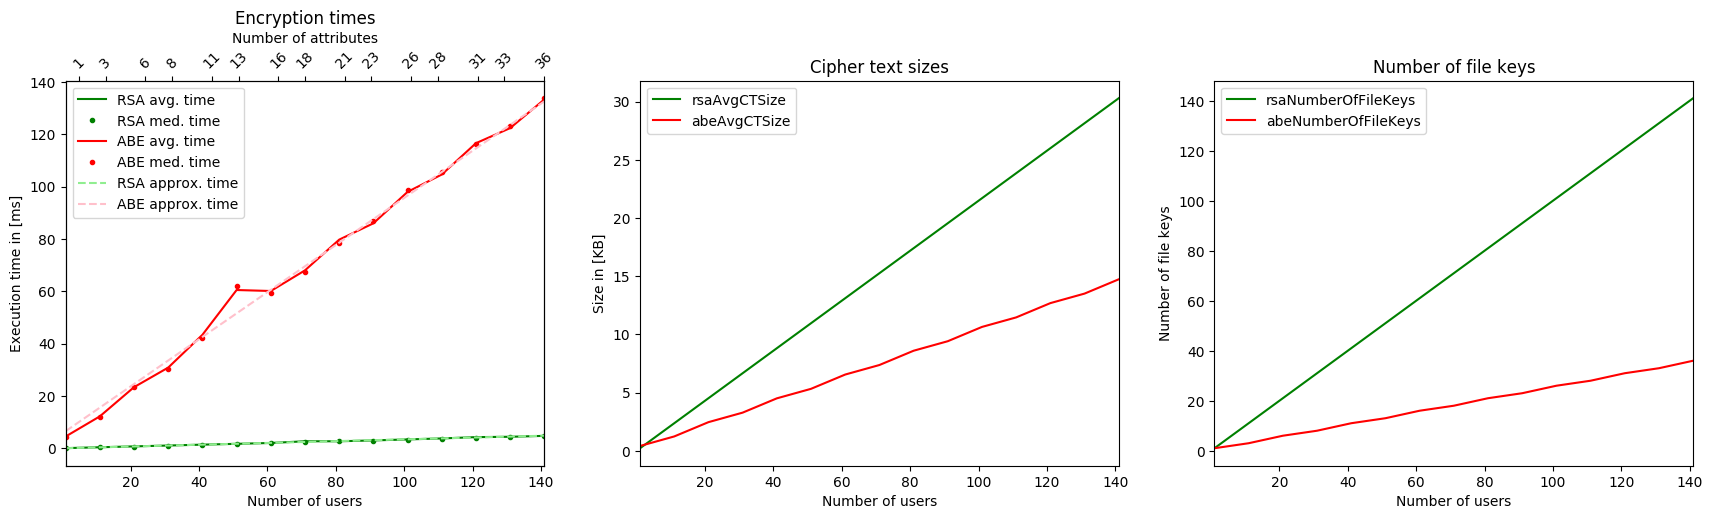 Encryption times
Number of attributes
1 3 6 8 11 13 16 18 21 23 26 28 31 33 36
140
120
100
80
60
40
20
0
Execution time in [ms]
RSA avg. time
RSA med. time
ABE avg. time
ABE med. time
RSA approx. time
ABE approx. time
20 40 60 80 100 120 140
Number of users
Cipher text sizes
30
25
20
15
10
5
0
Size in [KB]
rsaAvgCTSize
abeAvgCTSize
20 40 60 80 100 120 140
Number of users
Number of file keys
140
120
100
80
60
40
20
0
Number of file keys
rsaNumberOfFileKeys
abeNumberOfFileKeys
20 40 60 80 100 120 140
Number of users